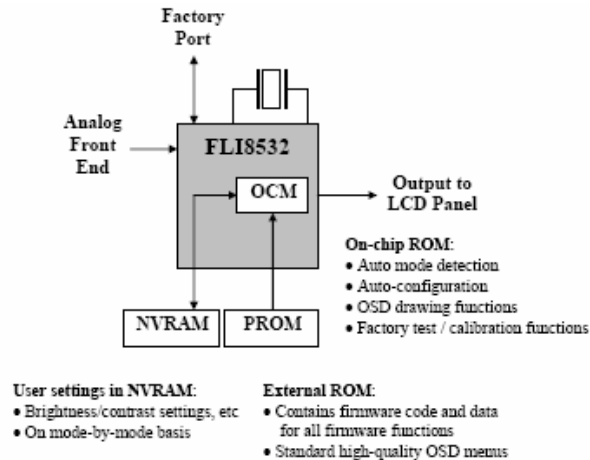 Factory
Port
Analog
Front
End
FLI8532
OCM
Output to
LCD Panel
On-chip ROM:
• Auto mode detection
• Auto-configuration
• OSD drawing functions
• Factory test / calibration functions
NVRAM
PROM
User settings in NVRAM:
• Brightness/contrast settings, etc
• On mode-by-mode basis
External ROM:
• Contains firmware code and data
for all firmware functions
• Standard high-quality OSD menus